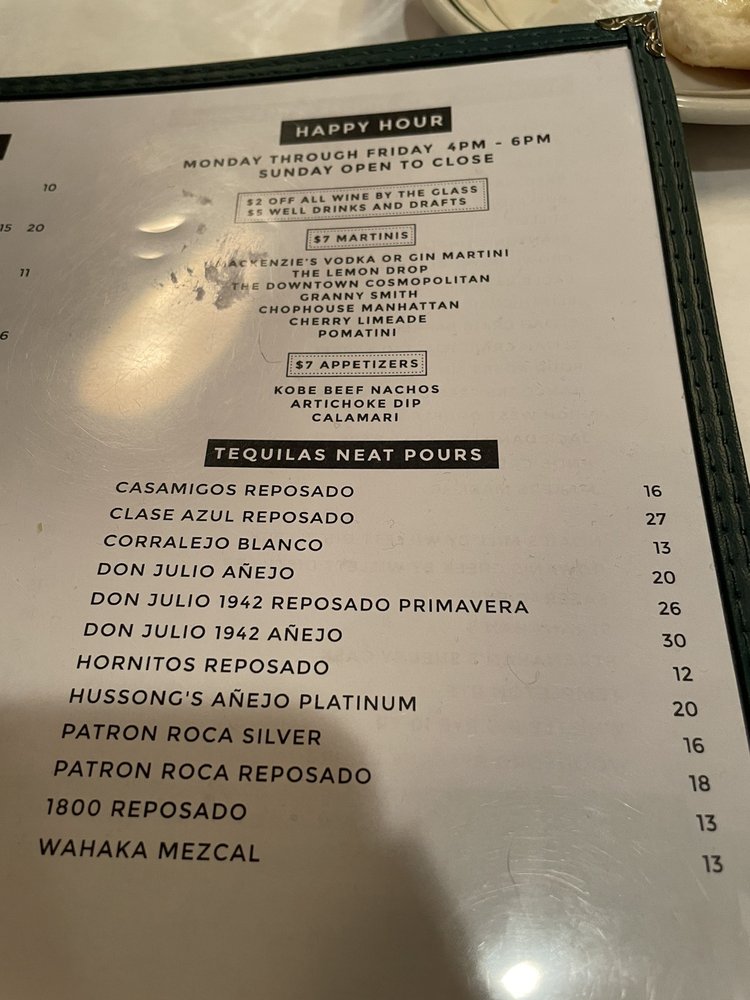 10
15 20
11
6
HAPPY HOUR
MONDAY THROUGH FRIDAY 4PM - 6PM
SUNDAY OPEN TO CLOSE
$2 OFF ALL WINE BY THE GLASS
$5 WELL DRINKS AND DRAFTS
$7 MARTINIS
VODKA OR GIN MARTINI
THE LEMON DROP
THE DOWNTOWN COSMOPOLITAN
GRANNY SMITH
CHOPHOUSE MANHATTAN
CHERRY LIMEADE
POMATINI
$7 APPETIZERS
KOBE BEEF NACHOS
ARTICHOKE DIP
CALAMARI
TEQUILAS NEAT POURS
CASAMIGOS REPOSADO 16
CLASE AZUL REPOSADO 27
CORRALEJO BLANCO 13
DON JULIO AÑEJO 20
DON JULIO 1942 REPOSADO PRIMAVERA 26
DON JULIO 1942 AÑEJO 30
HORNITOS REPOSADO 12
HUSSONG'S AÑEJO PLATINUM 20
PATRON ROCA SILVER 16
PATRON ROCA REPOSADO 18
1800 REPOSADO 13
WAHAKA MEZCAL 13